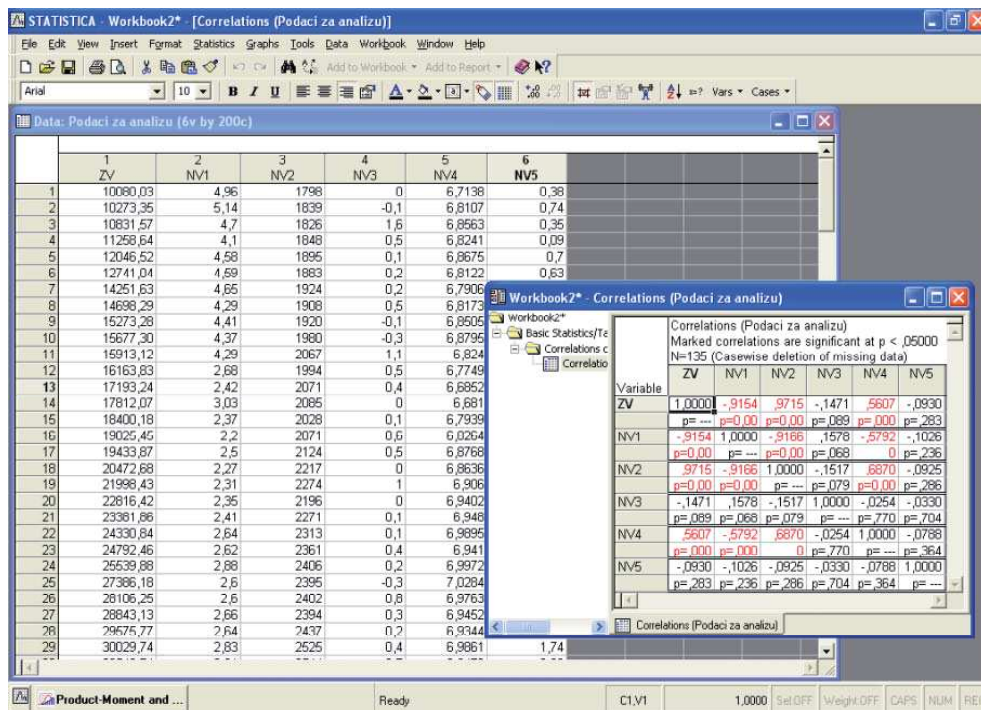 STATISTICA - Workbook2* - [Correlations (Podaci za analizu)]
File Edit View Insert Format Statistics Graphs Tools Data Workbook Window Help
Add to Workbook Add to Report
Arial 10 B I U Vars Cases
Data: Podaci za analizu (6v by 200c)
1 2 3 4 5 6
ZV NV1 NV2 NV3 NV4 NV5
1 10080,03 4,96 1798 0 6,7138 0,38
2 10273,35 5,14 1839 -0,1 6,8107 0,74
3 10831,57 4,7 1826 1,6 6,8563 0,35
4 11258,64 4,1 1848 0,5 6,8241 0,09
5 12046,52 4,58 1895 0,1 6,8675 0,7
6 12741,04 4,59 1883 0,2 6,8122 0,63
7 14251,63 4,65 1924 0,2 6,7906
8 14698,29 4,29 1908 0,5 6,8173
9 15273,28 4,41 1920 -0,1 6,8505
10 15677,30 4,37 1980 -0,3 6,8795
11 15913,12 4,29 2067 1,1 6,824
12 16163,83 2,68 1994 0,5 6,7749
13 17193,24 2,42 2071 0,4 6,6852
14 17812,07 3,03 2085 0 6,681
15 18400,18 2,37 2028 0,1 6,7939
16 19025,45 2,2 2071 0,6 6,0264
17 19433,87 2,5 2124 0,5 6,8768
18 20472,68 2,27 2217 0 6,8636
19 21998,43 2,31 2274 1 6,906
20 22816,42 2,35 2196 0 6,9402
21 23381,86 2,41 2271 0,1 6,948
22 24330,84 2,64 2313 0,1 6,9895
23 24792,46 2,62 2361 0,4 6,941
24 25539,88 2,88 2406 0,2 6,9972
25 27386,18 2,6 2395 -0,3 7,0284
26 28106,25 2,6 2402 0,8 6,9763
27 28843,13 2,66 2394 0,3 6,9452
28 29575,77 2,64 2437 0,2 6,9344
29 30029,74 2,83 2525 0,4 6,9861 1,74
Workbook2* - Correlations (Podaci za analizu)
Workbook2*
Basic Statistics/Ta
Correlations c
Correlatio
Correlations (Podaci za analizu)
Marked correlations are significant at p < ,05000
N=135 (Casewise deletion of missing data)
Variable ZV NV1 NV2 NV3 NV4 NV5
ZV 1,0000 -,9154 ,9715 -,1471 ,5607 -,0930
p= --- p=0,00 p=0,00 p=,089 p=,000 p=,283
NV1 -,9154 1,0000 -,9166 ,1578 -,5792 -,1026
p=0,00 p= --- p=0,00 p=,068 0 p=,236
NV2 ,9715 -,9166 1,0000 -,1517 ,6870 -,0925
p=0,00 p=0,00 p= --- p=,079 p=0,00 p=,286
NV3 -,1471 ,1578 -,1517 1,0000 -,0254 -,0330
p=,089 p=,068 p=,079 p= --- p=,770 p=,704
NV4 ,5607 -,5792 ,6870 -,0254 1,0000 -,0788
p=,000 p=,000 0 p=,770 p= --- p=,364
NV5 -,0930 -,1026 -,0925 -,0330 -,0788 1,0000
p=,283 p=,236 p=,286 p=,704 p=,364 p= ---
Correlations (Podaci za analizu)
Product-Moment and ... Ready C1,V1 1,0000 Sel:OFF Weight:OFF CAPS NUM REC